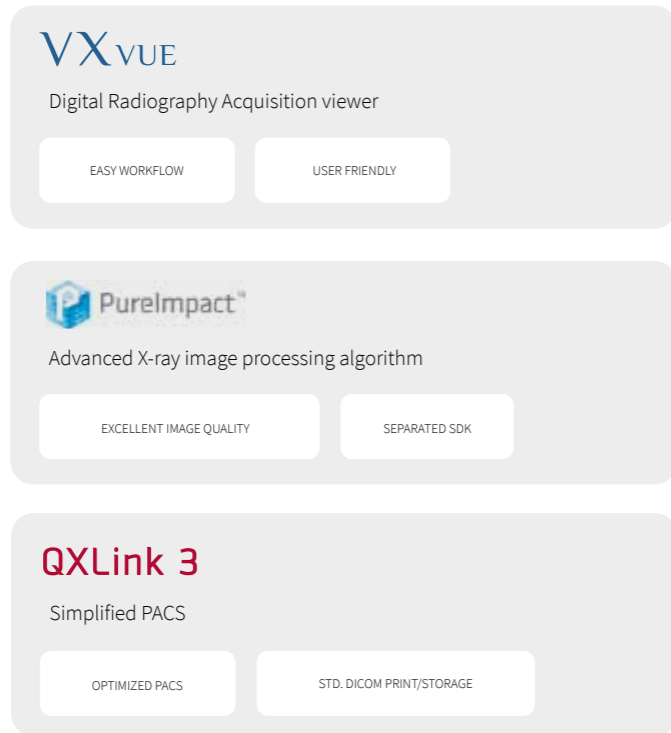 VXVUE
Digital Radiography Acquisition viewer
EASY WORKFLOW
USER FRIENDLY
PureImpact™
Advanced X-ray image processing algorithm
EXCELLENT IMAGE QUALITY
SEPARATED SDK
QXLink 3
Simplified PACS
OPTIMIZED PACS
STD. DICOM PRINT/STORAGE